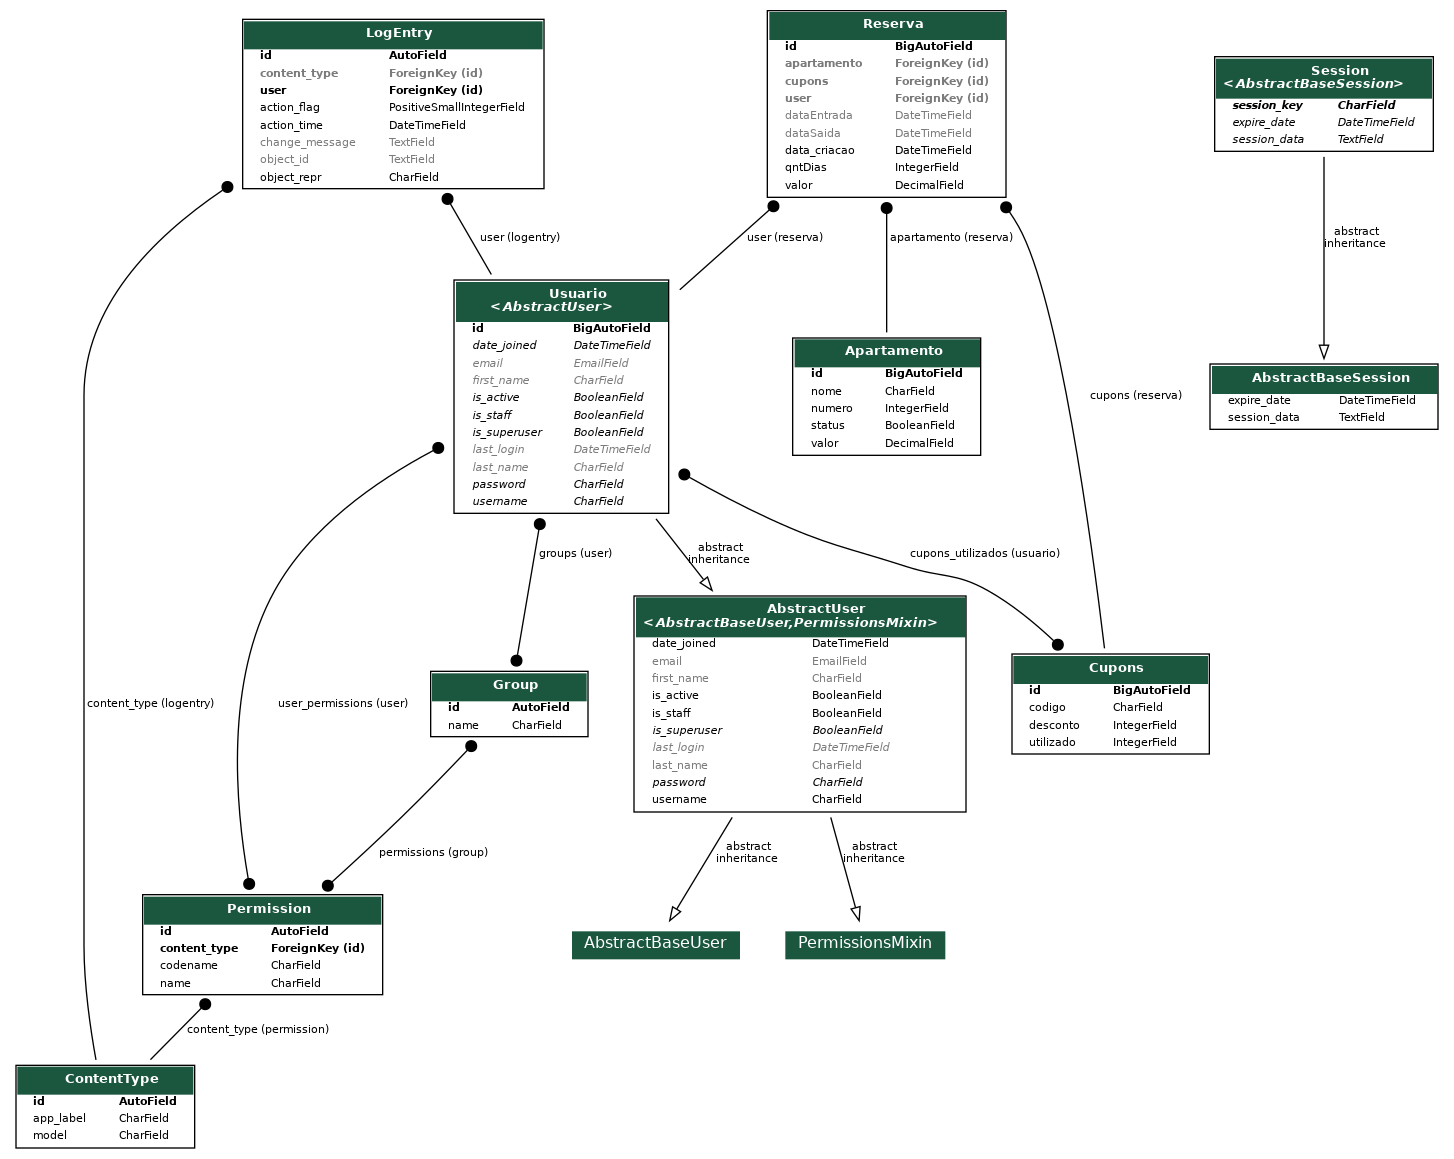 LogEntry
id AutoField
content_type ForeignKey (id)
user ForeignKey (id)
action_flag PositiveSmallIntegerField
action_time DateTimeField
change_message TextField
object_id TextField
object_repr CharField
Reserva
id BigAutoField
apartamento ForeignKey (id)
cupons ForeignKey (id)
user ForeignKey (id)
dataEntrada DateTimeField
dataSaida DateTimeField
data_criacao DateTimeField
qntDias IntegerField
valor DecimalField
Session
<AbstractBaseSession>
session_key CharField
expire_date DateTimeField
session_data TextField
user (logentry)
user (reserva)
apartamento (reserva)
abstract
inheritance
Usuario
<AbstractUser>
id BigAutoField
date_joined DateTimeField
email EmailField
first_name CharField
is_active BooleanField
is_staff BooleanField
is_superuser BooleanField
last_login DateTimeField
last_name CharField
password CharField
username CharField
Apartamento
id BigAutoField
nome CharField
numero IntegerField
status BooleanField
valor DecimalField
cupons (reserva)
AbstractBaseSession
expire_date DateTimeField
session_data TextField
groups (user)
abstract
inheritance
cupons_utilizados (usuario)
AbstractUser
<AbstractBaseUser,PermissionsMixin>
date_joined DateTimeField
email EmailField
first_name CharField
is_active BooleanField
is_staff BooleanField
is_superuser BooleanField
last_login DateTimeField
last_name CharField
password CharField
username CharField
Cupons
id BigAutoField
codigo CharField
desconto IntegerField
utilizado IntegerField
content_type (logentry)
user_permissions (user)
Group
id AutoField
name CharField
permissions (group)
abstract
inheritance
abstract
inheritance
Permission
id AutoField
content_type ForeignKey (id)
codename CharField
name CharField
AbstractBaseUser
PermissionsMixin
content_type (permission)
ContentType
id AutoField
app_label CharField
model CharField